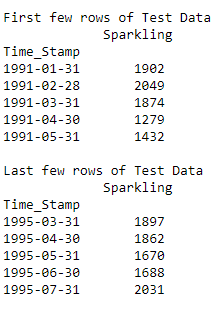 First few rows of Test Data
Sparkling
Time_Stamp
1991-01-31 1902
1991-02-28 2049
1991-03-31 1874
1991-04-30 1279
1991-05-31 1432
Last few rows of Test Data
Sparkling
Time_Stamp
1995-03-31 1897
1995-04-30 1862
1995-05-31 1670
1995-06-30 1688
1995-07-31 2031